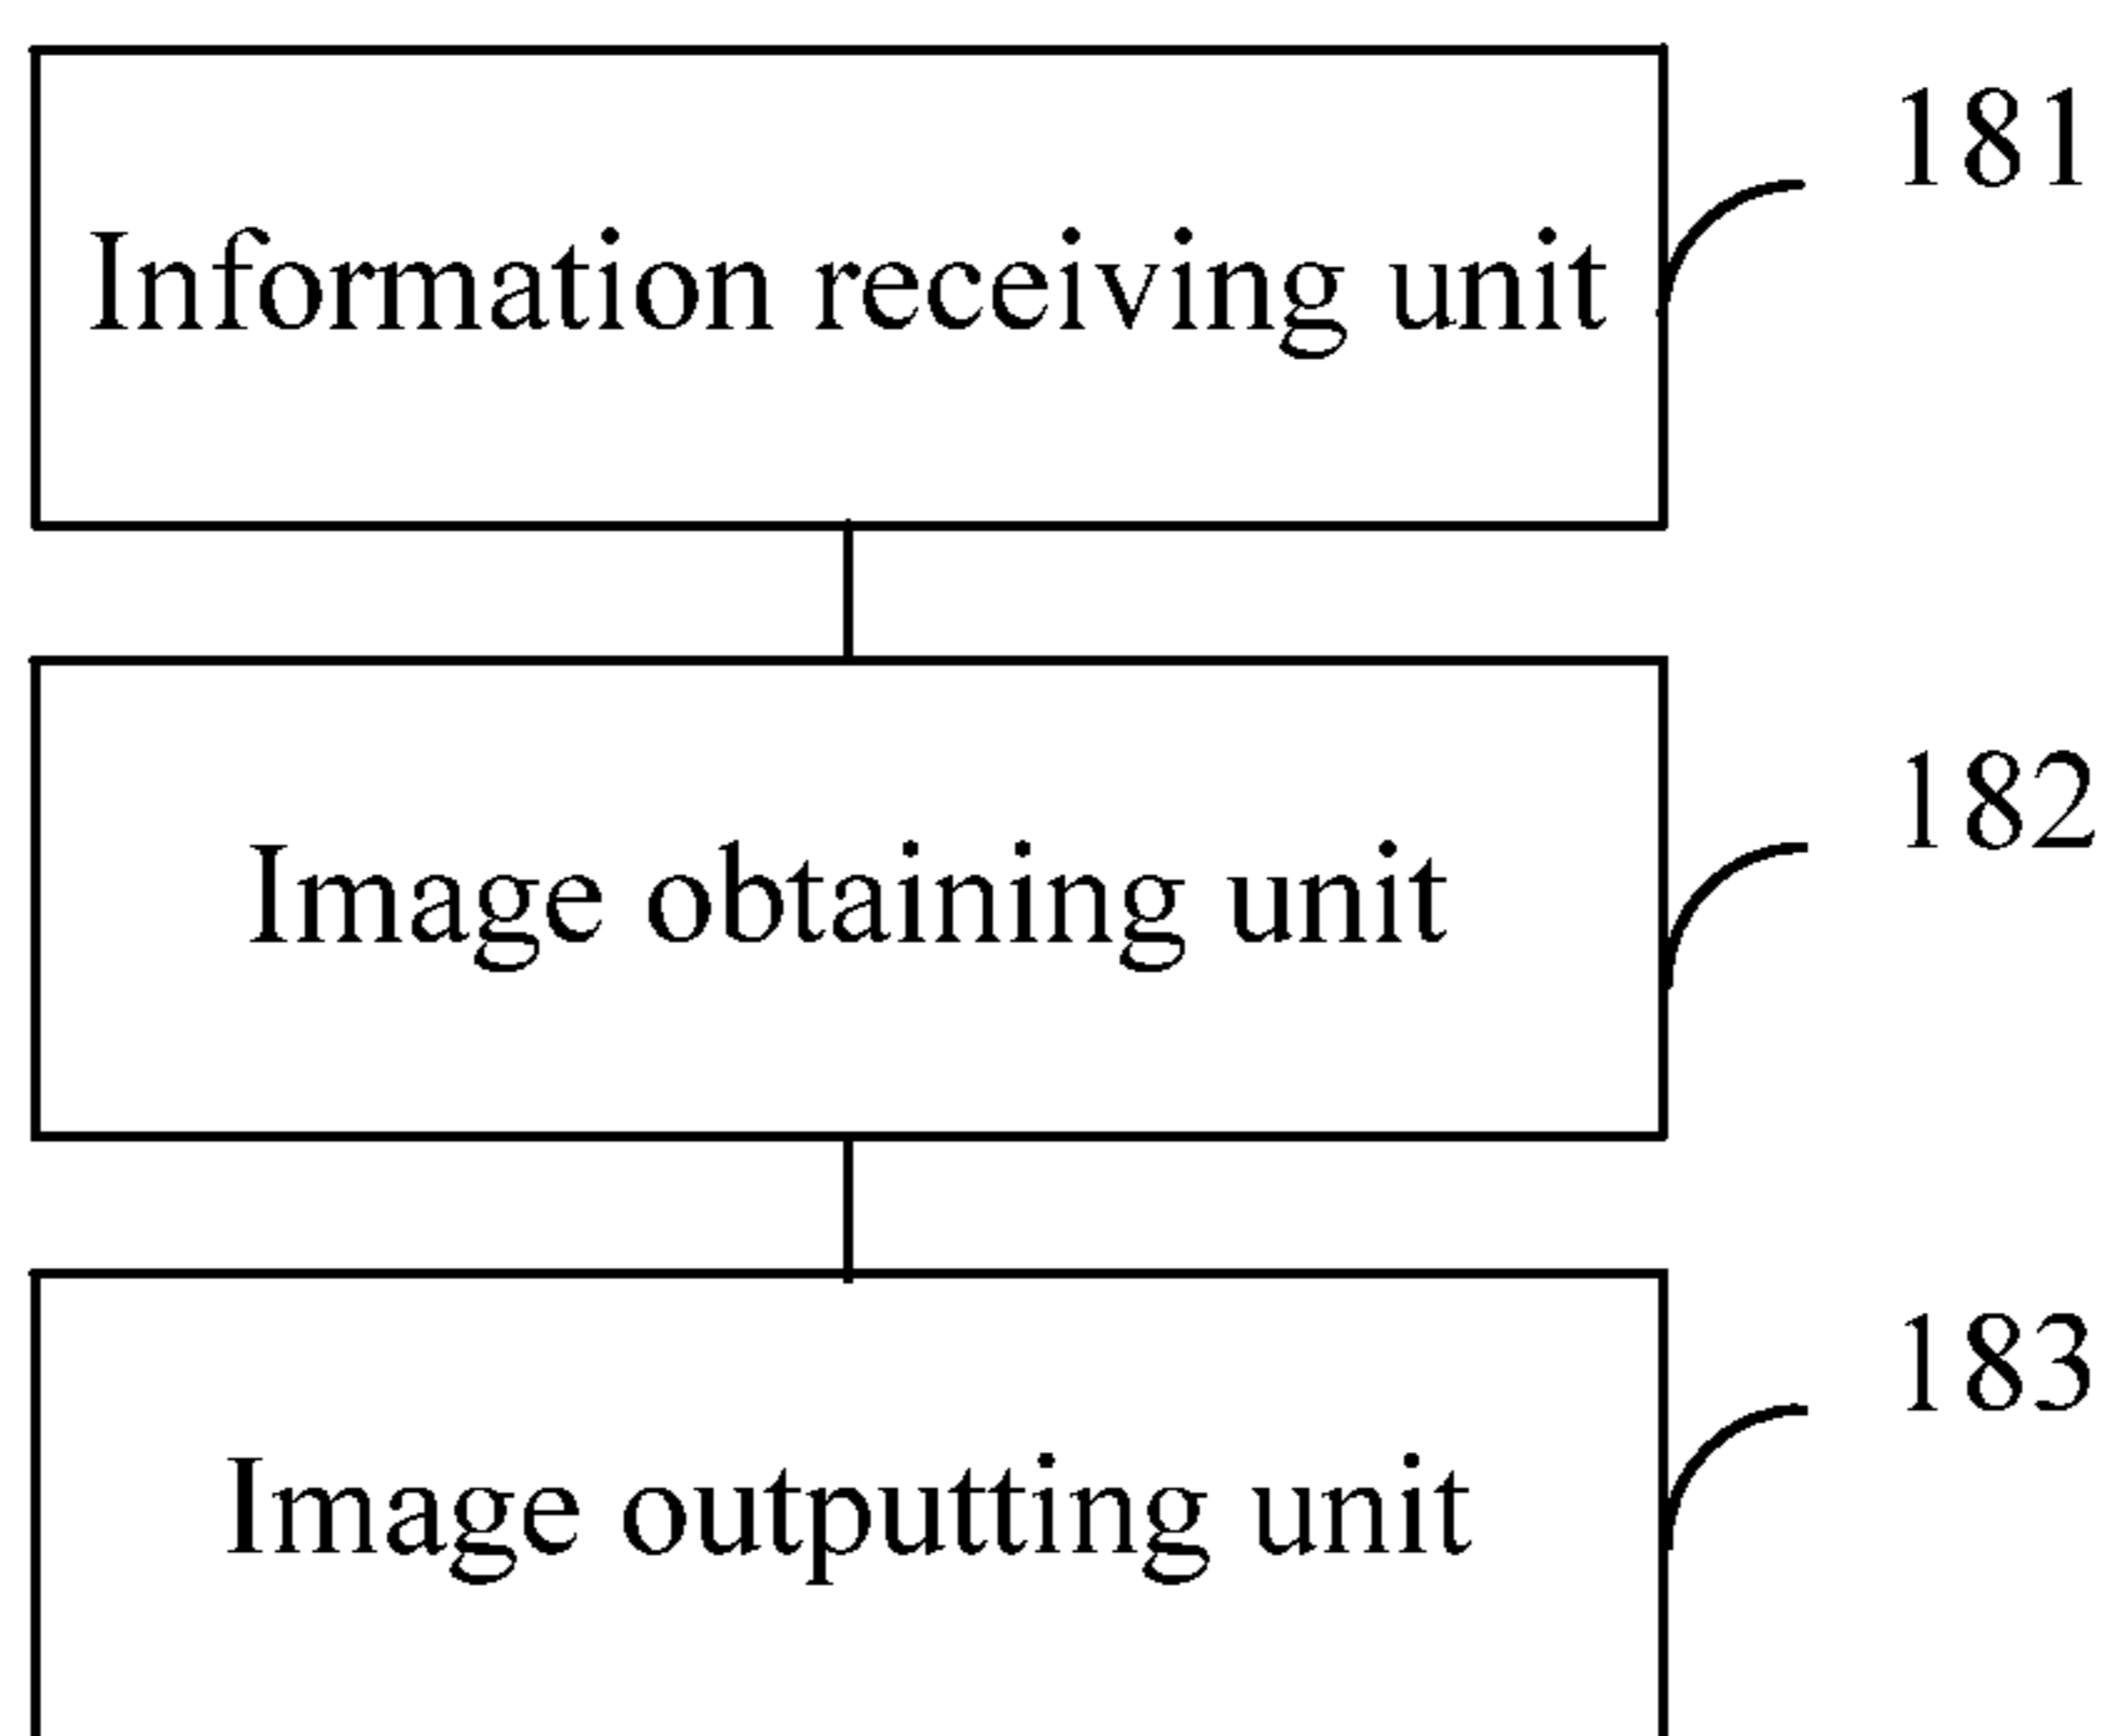 181
Information receiving unit
182
Image obtaining unit
183
Image outputting unit